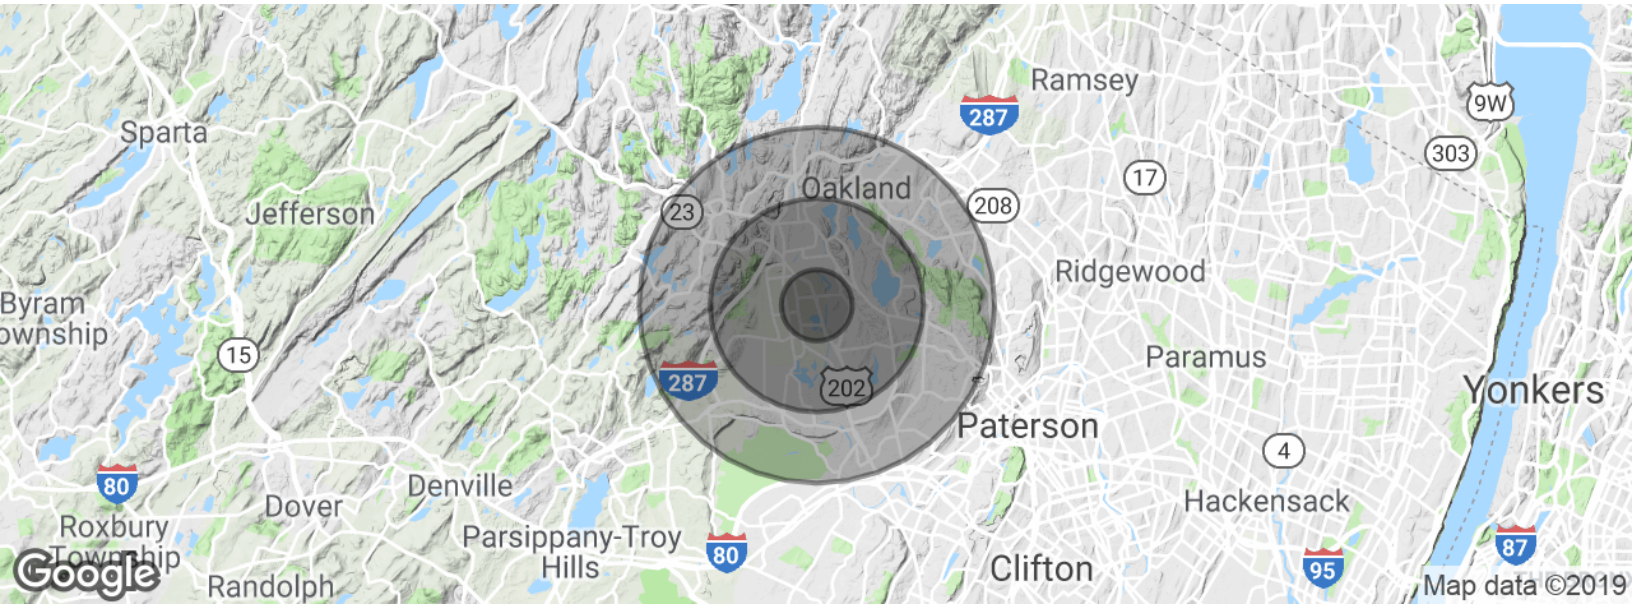 Ramsey
287
9W
Sparta
303
17
Oakland
Jefferson
23
208
Ridgewood
Byram
ownship
15
Paramus
287
202
Yonkers
Paterson
4
80
Denville
Hackensack
Dover
Roxbury
Township
Parsippany-Troy
Hills
80
87
Clifton
95
Google
Randolph
Map data ©2019